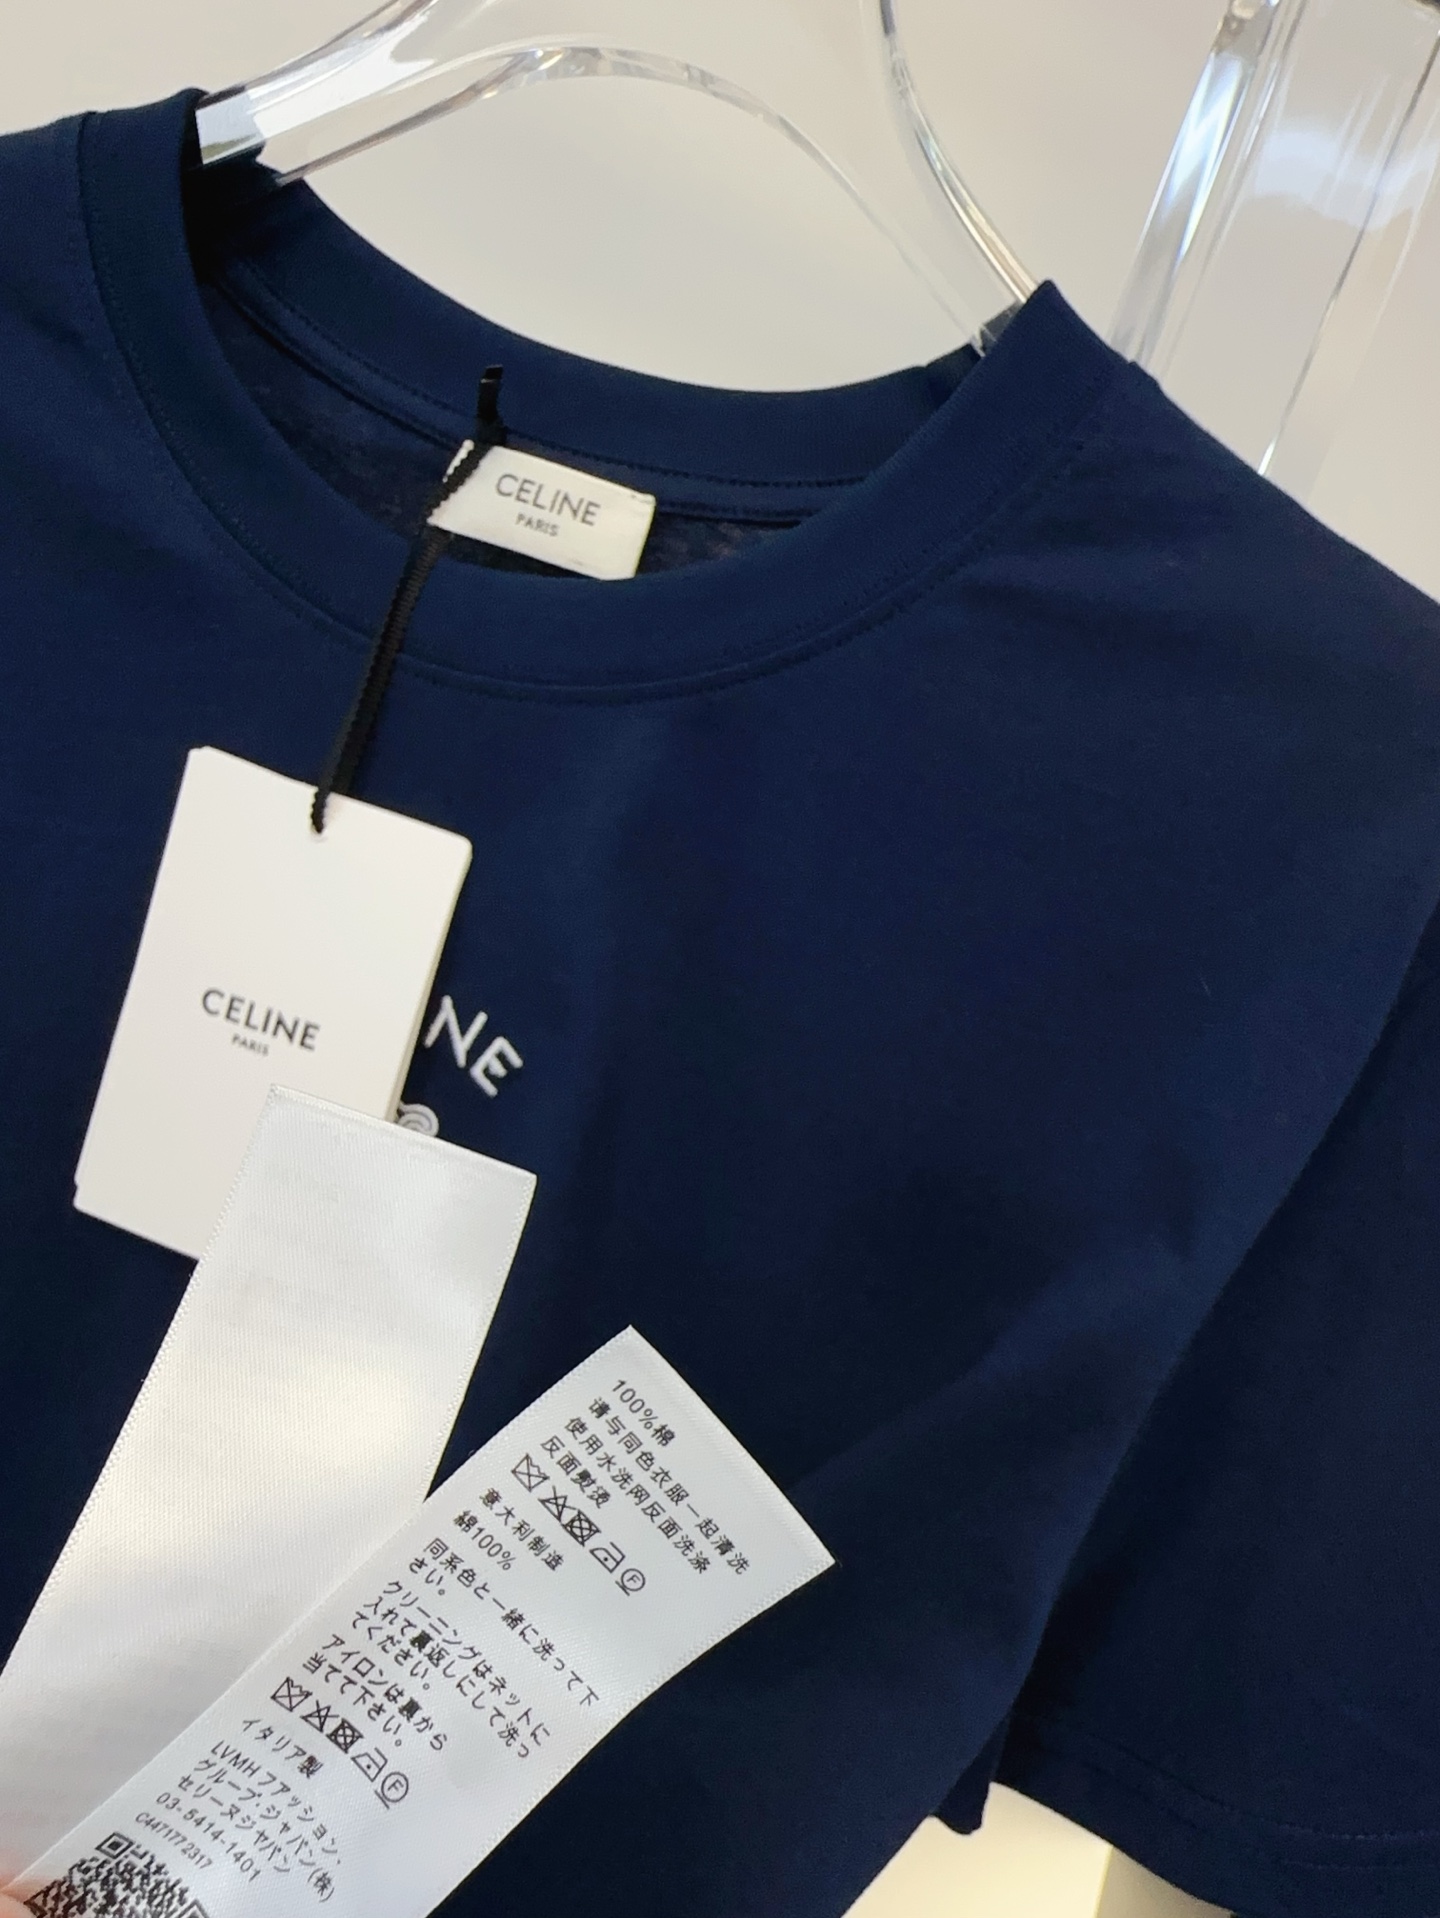 CELINE
PARIS
CELINE
PARIS
NE
100%棉
请与同色衣服一起清洗
使用水洗网反面洗涤
反面熨烫
意大利制造
綿100%
同系色と一緒に洗って下
さい。
クリーニングはネットに
入れて裏返しにして洗っ
てください。
アイロンは裏から
当てて下さい。
F
イタリア製
LVMHファッション.
グループ・ジャパン(株)
セリーヌジャパン
03-5414-1401
C4471772317